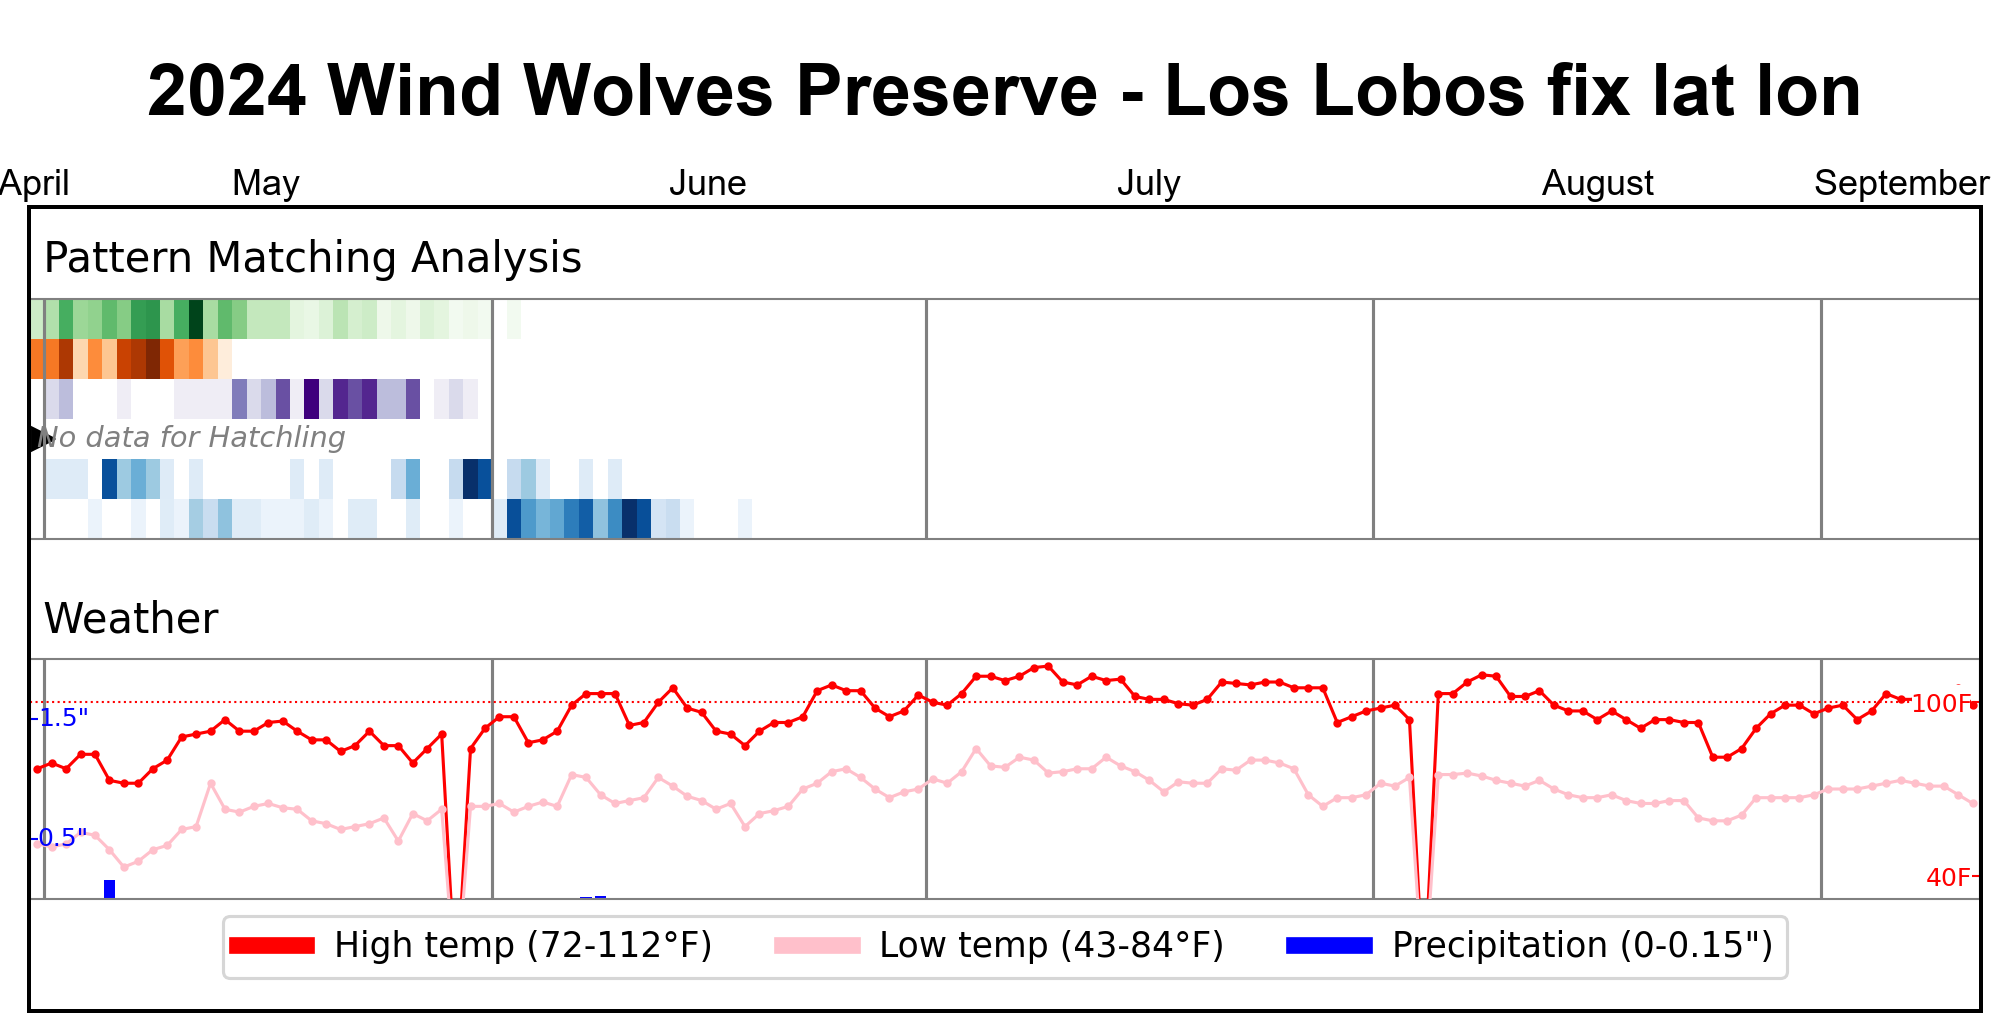 2024 Wind Wolves Preserve - Los Lobos fix lat lon
April May June July August September
Pattern Matching Analysis
No data for Hatchling
Weather
1.5"
100F
0.5"
40F
High temp (72-112°F) Low temp (43-84°F) Precipitation (0-0.15")